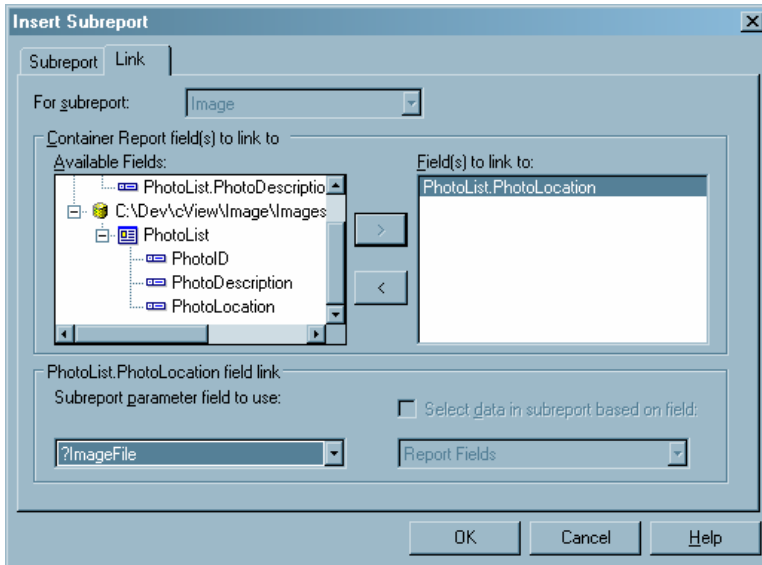 Insert Subreport
Subreport Link
For subreport: Image
Container Report field(s) to link to
Available Fields: Field(s) to link to:
PhotoList.PhotoDescriptio PhotoList.PhotoLocation
C:\Dev\cView\Image\Images
PhotoList
PhotoID
PhotoDescription
PhotoLocation
>
<
PhotoList.PhotoLocation field link
Subreport parameter field to use: Select data in subreport based on field:
?ImageFile Report Fields
OK Cancel Help